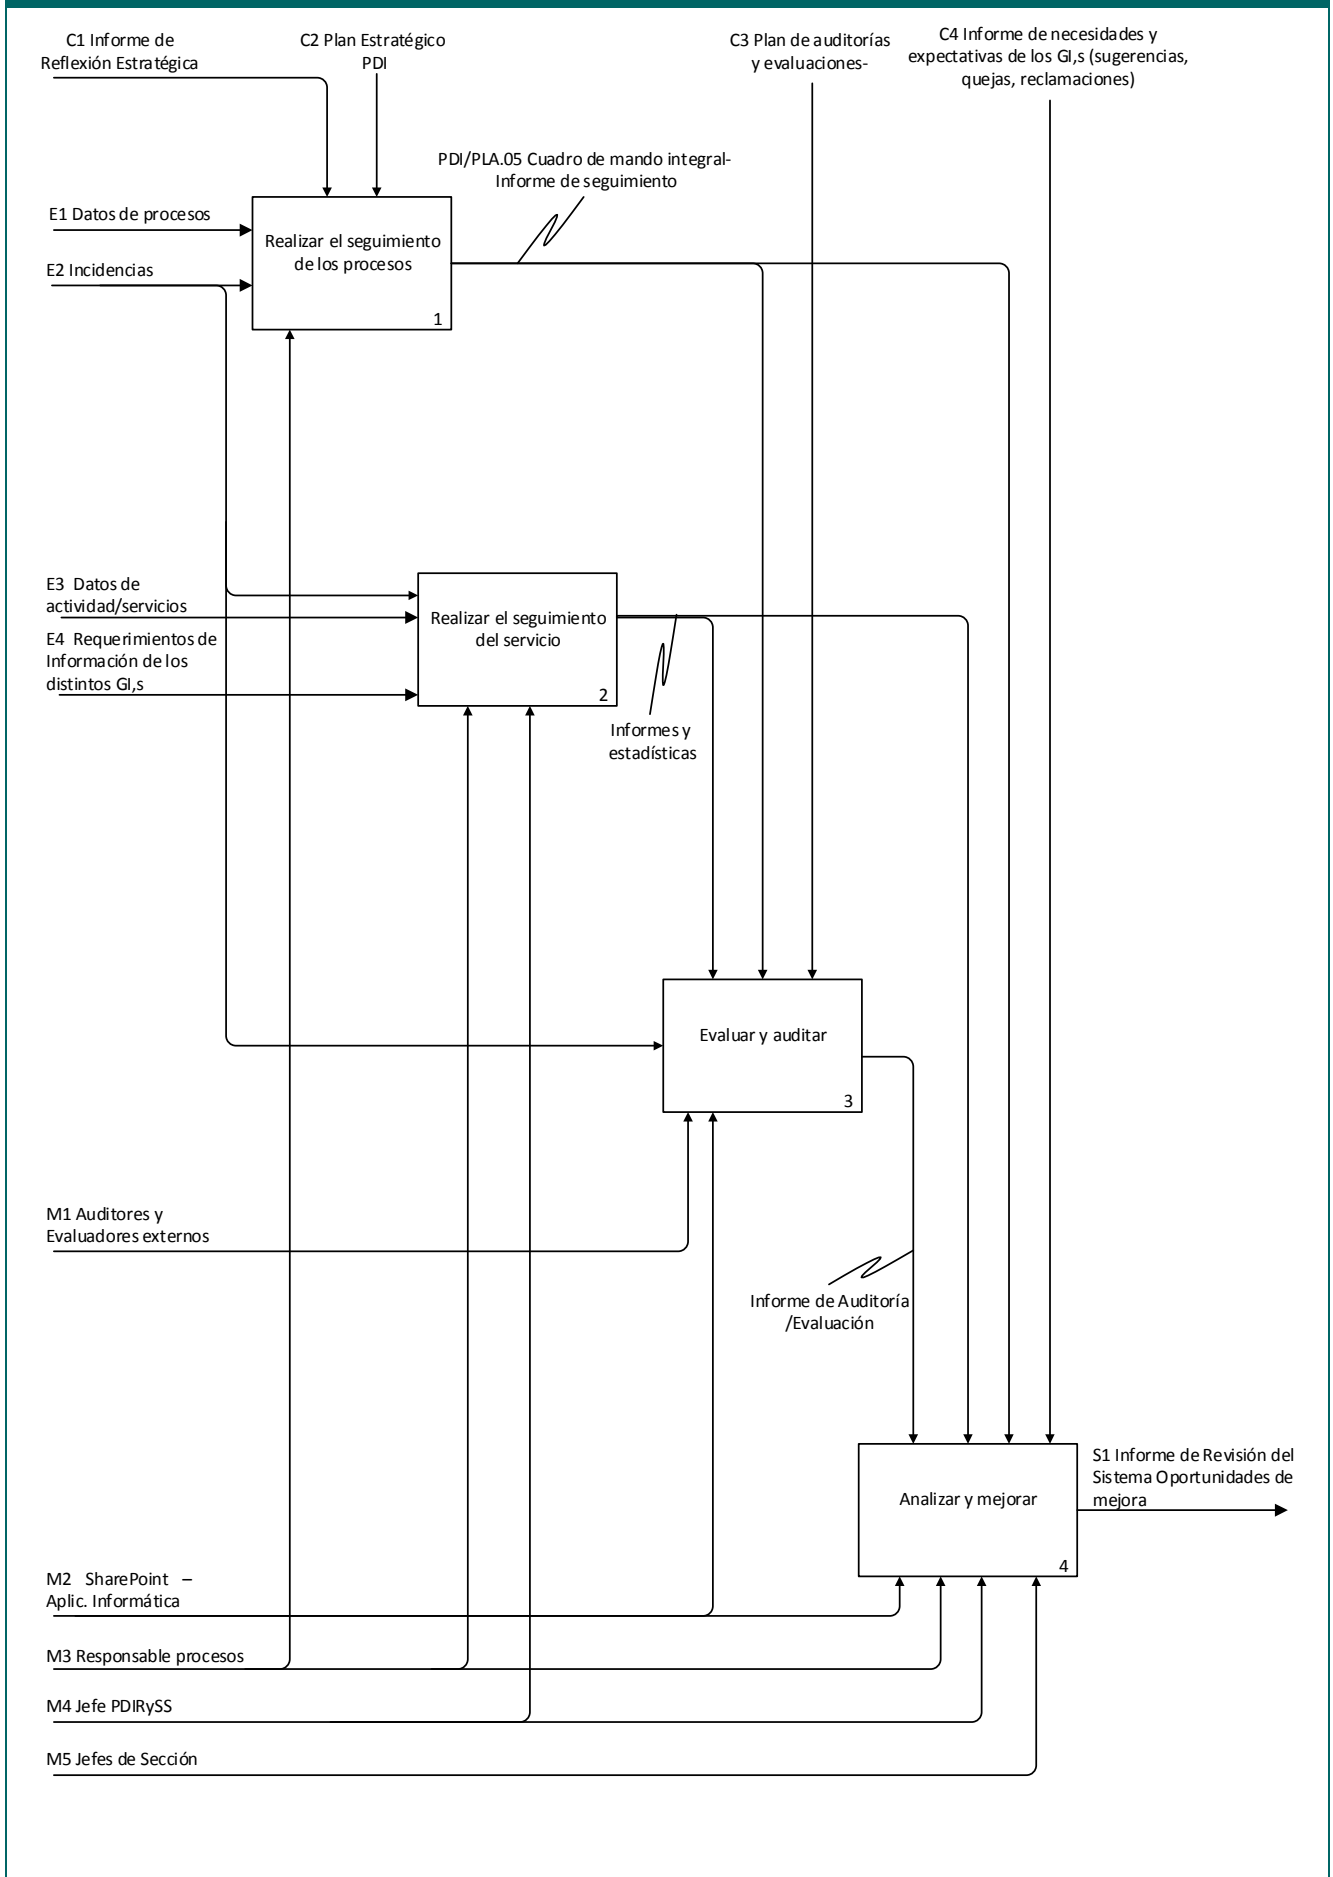 C1 Informe de
Reflexión Estratégica
C2 Plan Estratégico
PDI
C3 Plan de auditorías
y evaluaciones-
C4 Informe de necesidades y
expectativas de los GI,s (sugerencias,
quejas, reclamaciones)
PDI/PLA.05 Cuadro de mando integral-
Informe de seguimiento
E1 Datos de procesos
E2 Incidencias
Realizar el seguimiento
de los procesos
1
E3 Datos de
actividad/servicios
E4 Requerimientos de
Información de los
distintos GI,s
Realizar el seguimiento
del servicio
2
Informes y
estadísticas
Evaluar y auditar
3
M1 Auditores y
Evaluadores externos
Informe de Auditoría
/Evaluación
Analizar y mejorar
4
S1 Informe de Revisión del
Sistema Oportunidades de
mejora
M2 SharePoint –
Aplic. Informática
M3 Responsable procesos
M4 Jefe PDIRySS
M5 Jefes de Sección